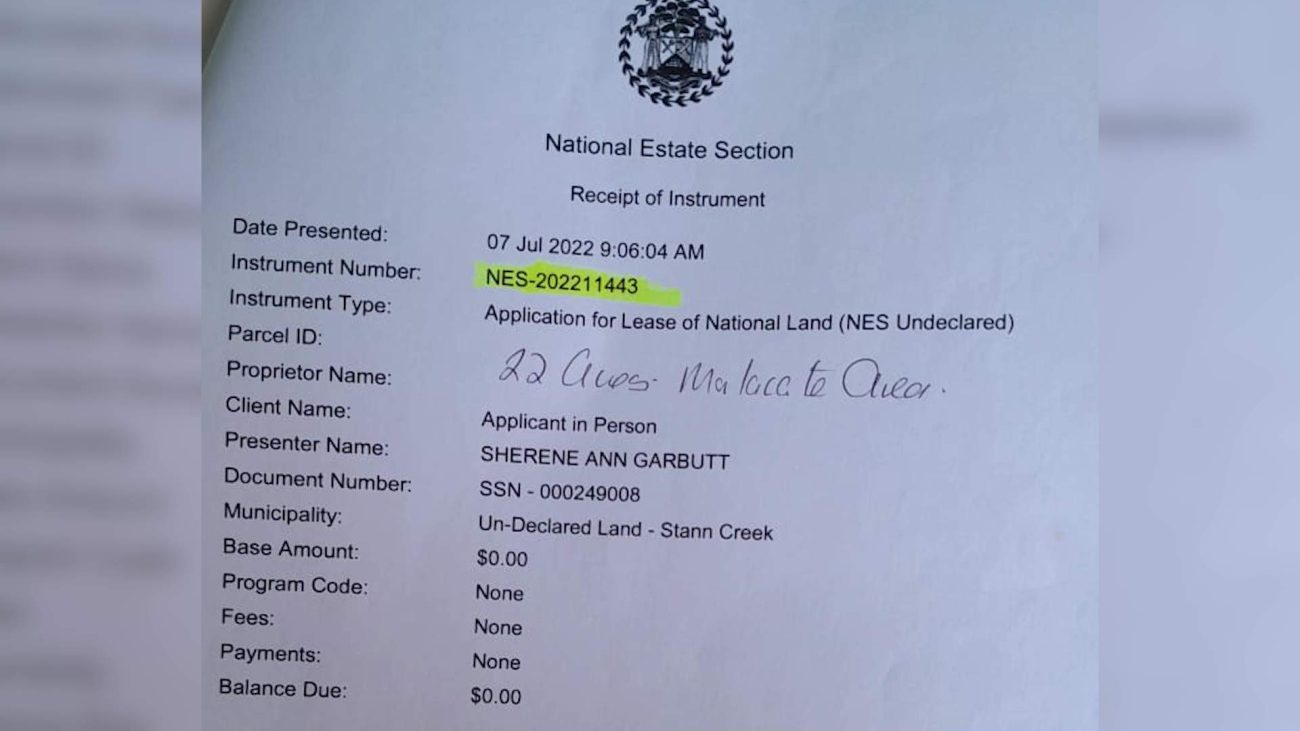 National Estate Section
Receipt of Instrument
Date Presented: 07 Jul 2022 9:06:04 AM
Instrument Number: NES-202211443
Instrument Type: Application for Lease of National Land (NES Undeclared)
Parcel ID:
22 Acres. Malacate Area.
Proprietor Name:
Client Name: Applicant in Person
Presenter Name: SHERENE ANN GARBUTT
Document Number: SSN - 000249008
Municipality: Un-Declared Land - Stann Creek
Base Amount: $0.00
Program Code: None
Fees: None
Payments: None
Balance Due: $0.00